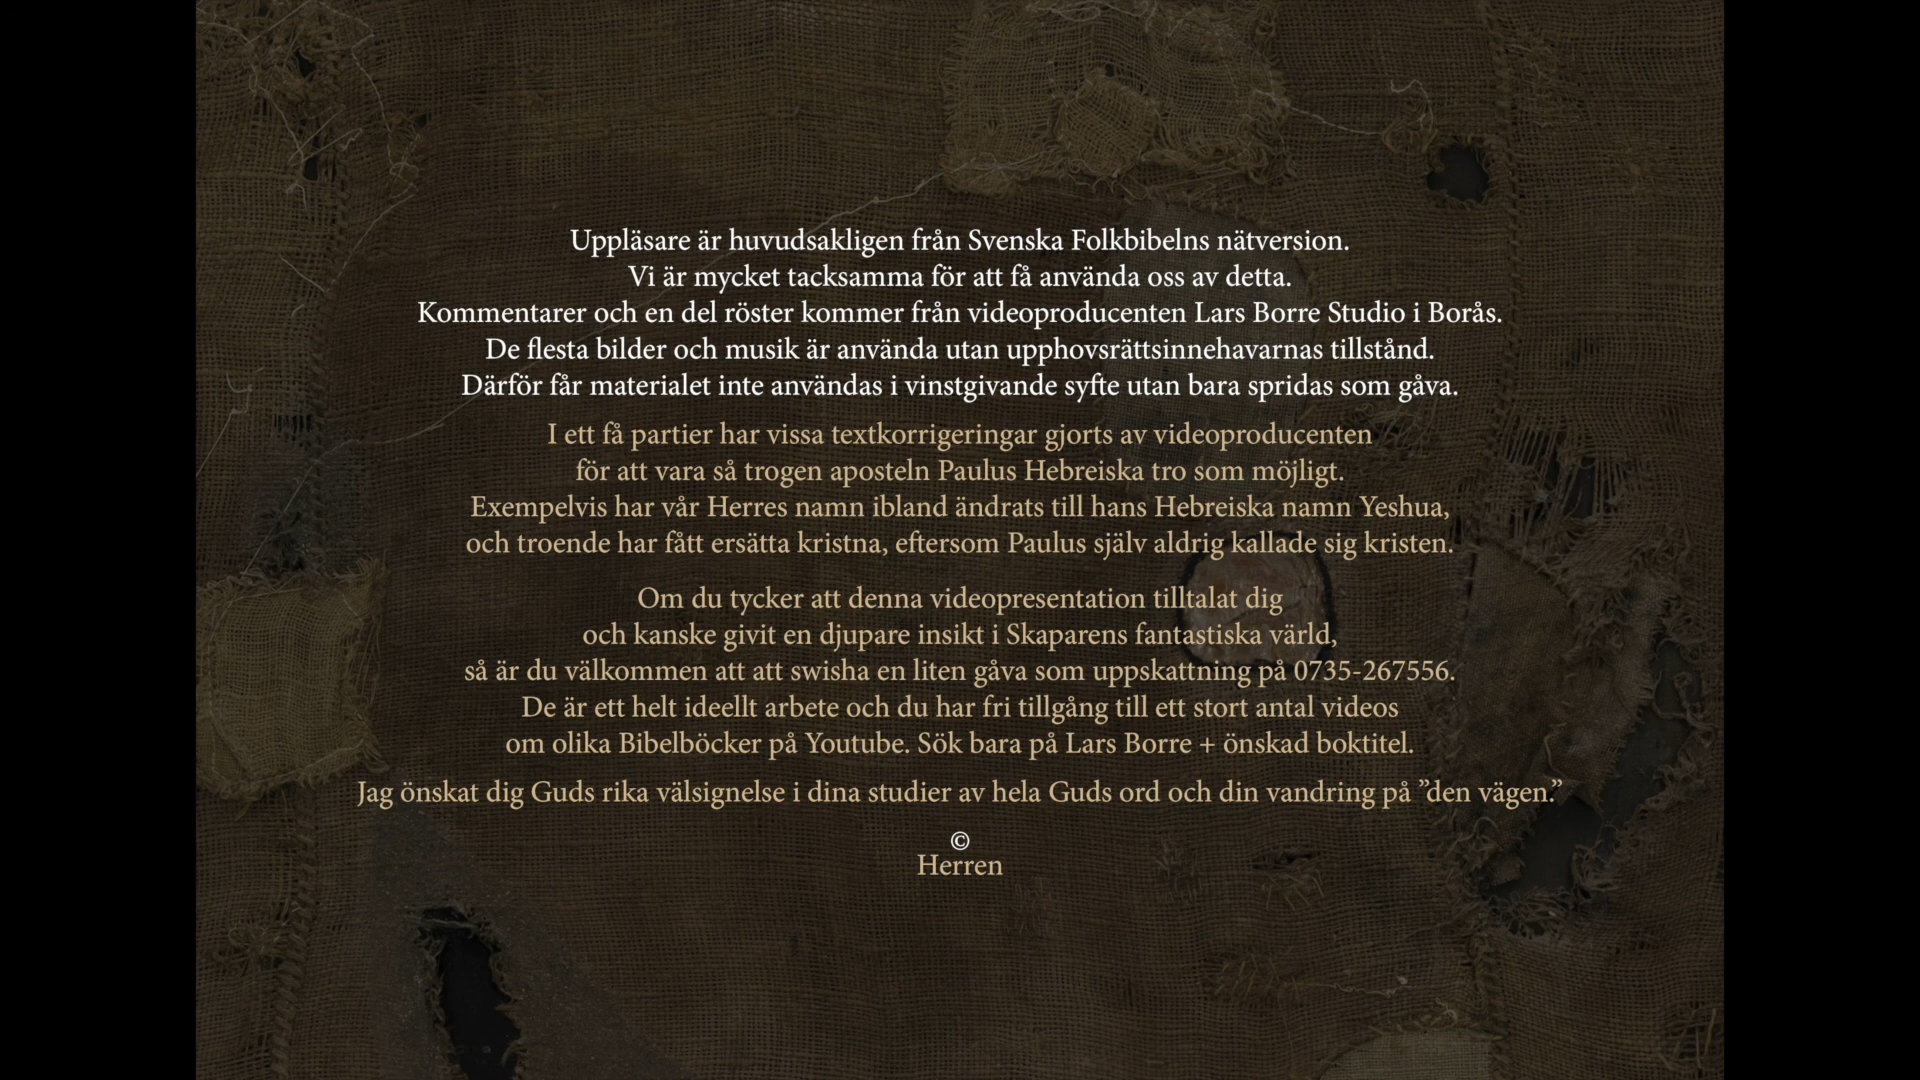 Uppläsare är huvudsakligen från Svenska Folkbibelns nätversion.
Vi är mycket tacksamma för att få använda oss av detta.
Kommentarer och en del röster kommer från videoproducenten Lars Borre Studio i Borås.
De flesta bilder och musik är använda utan upphovsrättsinnehavarnas tillstånd.
Därför får materialet inte användas i vinstgivande syfte utan bara spridas som gåva.
I ett få partier har vissa textkorrigeringar gjorts av videoproducenten
för att vara så trogen aposteln Paulus Hebreiska tro som möjligt.
Exempelvis har vår Herres namn ibland ändrats till hans Hebreiska namn Yeshua,
och troende har fått ersätta kristna, eftersom Paulus själv aldrig kallade sig kristen.
Om du tycker att denna videopresentation tilltalat dig
och kanske givit en djupare insikt i Skaparens fantastiska värld,
så är du välkommen att att swisha en liten gåva som uppskattning på 0735-267556.
De är ett helt ideellt arbete och du har fri tillgång till ett stort antal videos
om olika Bibelböcker på Youtube. Sök bara på Lars Borre + önskad boktitel.
Jag önskat dig Guds rika välsignelse i dina studier av hela Guds ord och din vandring på ”den vägen.”
©
Herren